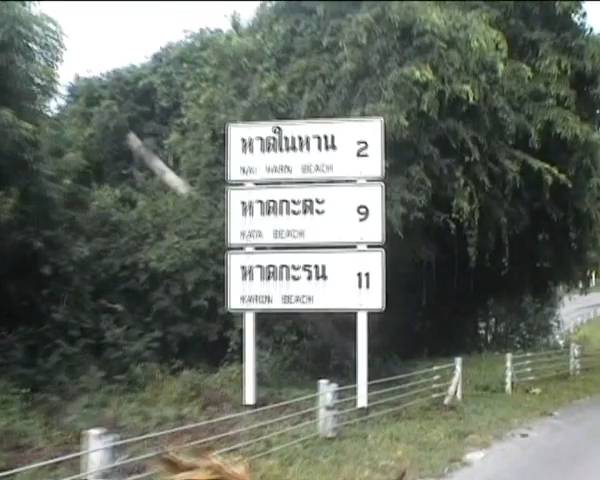 หาดในหาน 2
NAI HARN BEACH
หาดกะตะ 9
KATA BEACH
หาดกะรน 11
KARON BEACH